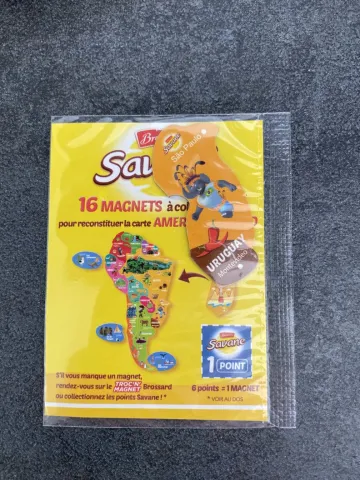 São Paulo
Sava
16 MAGNETS à col
pour reconstituer la carte AMER
URUGUAY
Montevideo
Savane
1 POINT
S'il vous manque un magnet,
rendez-vous sur le TROC'N' MAGNET Brossard
ou collectionnez les points Savane ! *
6 points = 1 MAGNET
* VOIR AU DOS